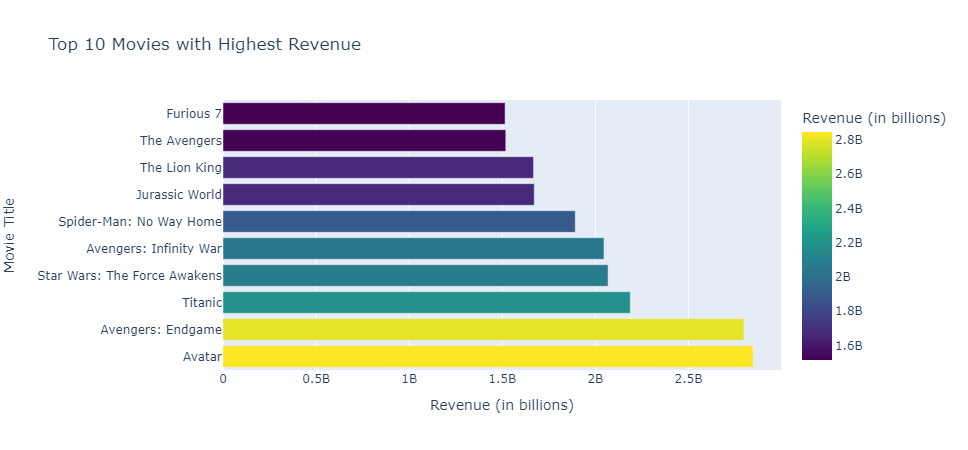 Top 10 Movies with Highest Revenue
Movie Title
Furious 7
The Avengers
The Lion King
Jurassic World
Spider-Man: No Way Home
Avengers: Infinity War
Star Wars: The Force Awakens
Titanic
Avengers: Endgame
Avatar
0 0.5B 1B 1.5B 2B 2.5B
Revenue (in billions)
Revenue (in billions)
2.8B
2.6B
2.4B
2.2B
2B
1.8B
1.6B